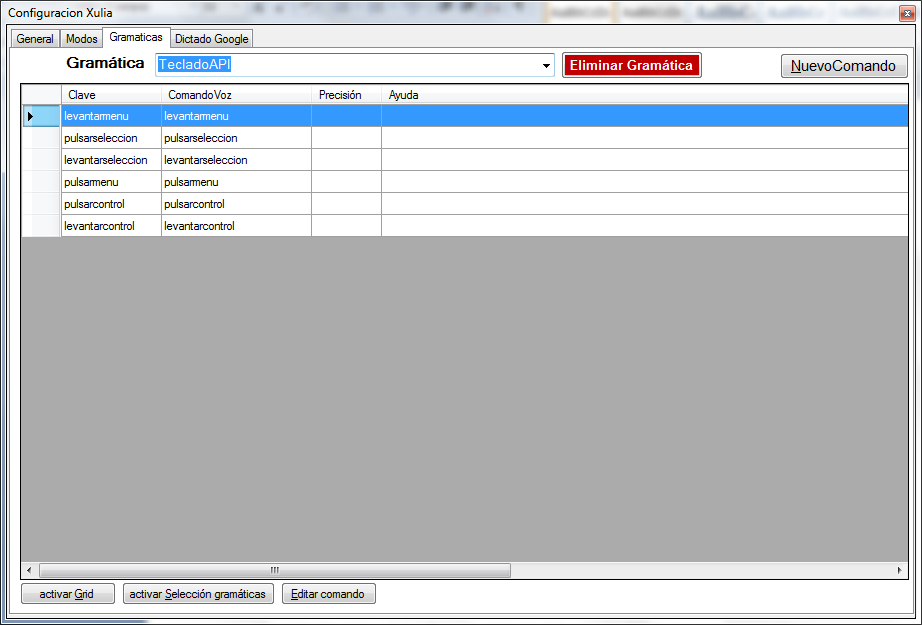 Configuracion Xulia
General Modos Gramaticas Dictado Google
Gramática TecladoAPI Eliminar Gramática NuevoComando
Clave ComandoVoz Precisión Ayuda
levantarmenu levantarmenu
pulsarseleccion pulsarseleccion
levantarseleccion levantarseleccion
pulsarmenu pulsarmenu
pulsarcontrol pulsarcontrol
levantarcontrol levantarcontrol
activar Grid activar Selección gramáticas Editar comando